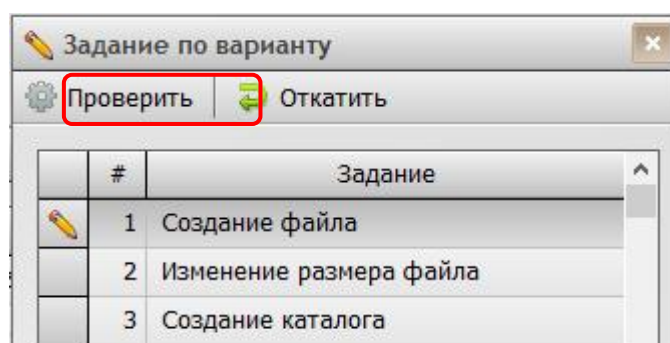 Задание по варианту
Проверить Откатить
# Задание
1 Создание файла
2 Изменение размера файла
3 Создание каталога